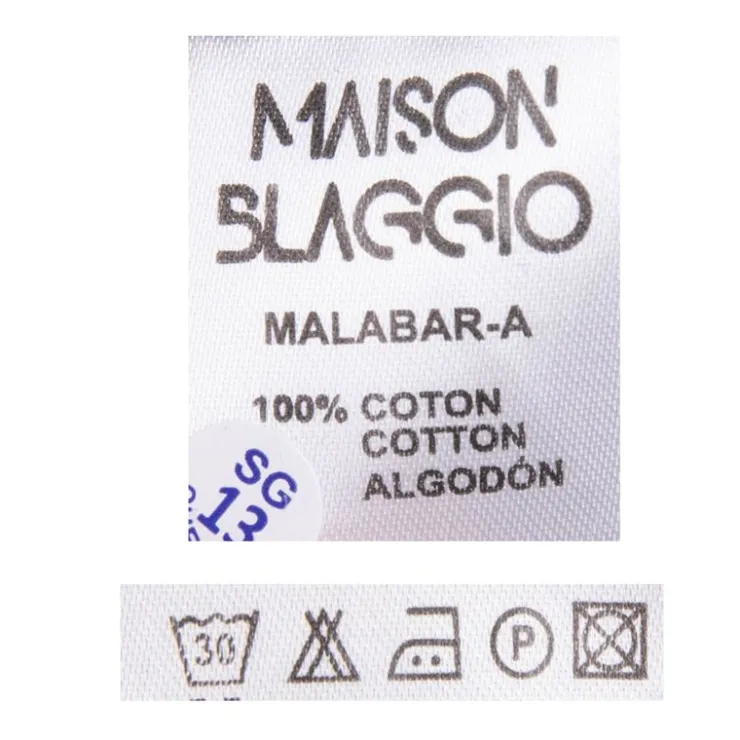 MAISON
BLAGGIO
MALABAR-A
100% COTON
COTTON
ALGODÓN
SG
13
30
P